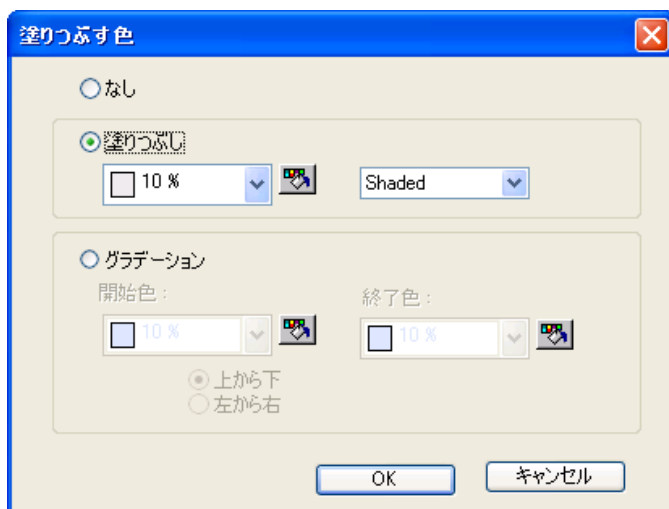 塗りつぶす色
なし
塗りつぶし
10 %
Shaded
グラデーション
開始色:
終了色:
10 %
10 %
上から下
左から右
OK
キャンセル